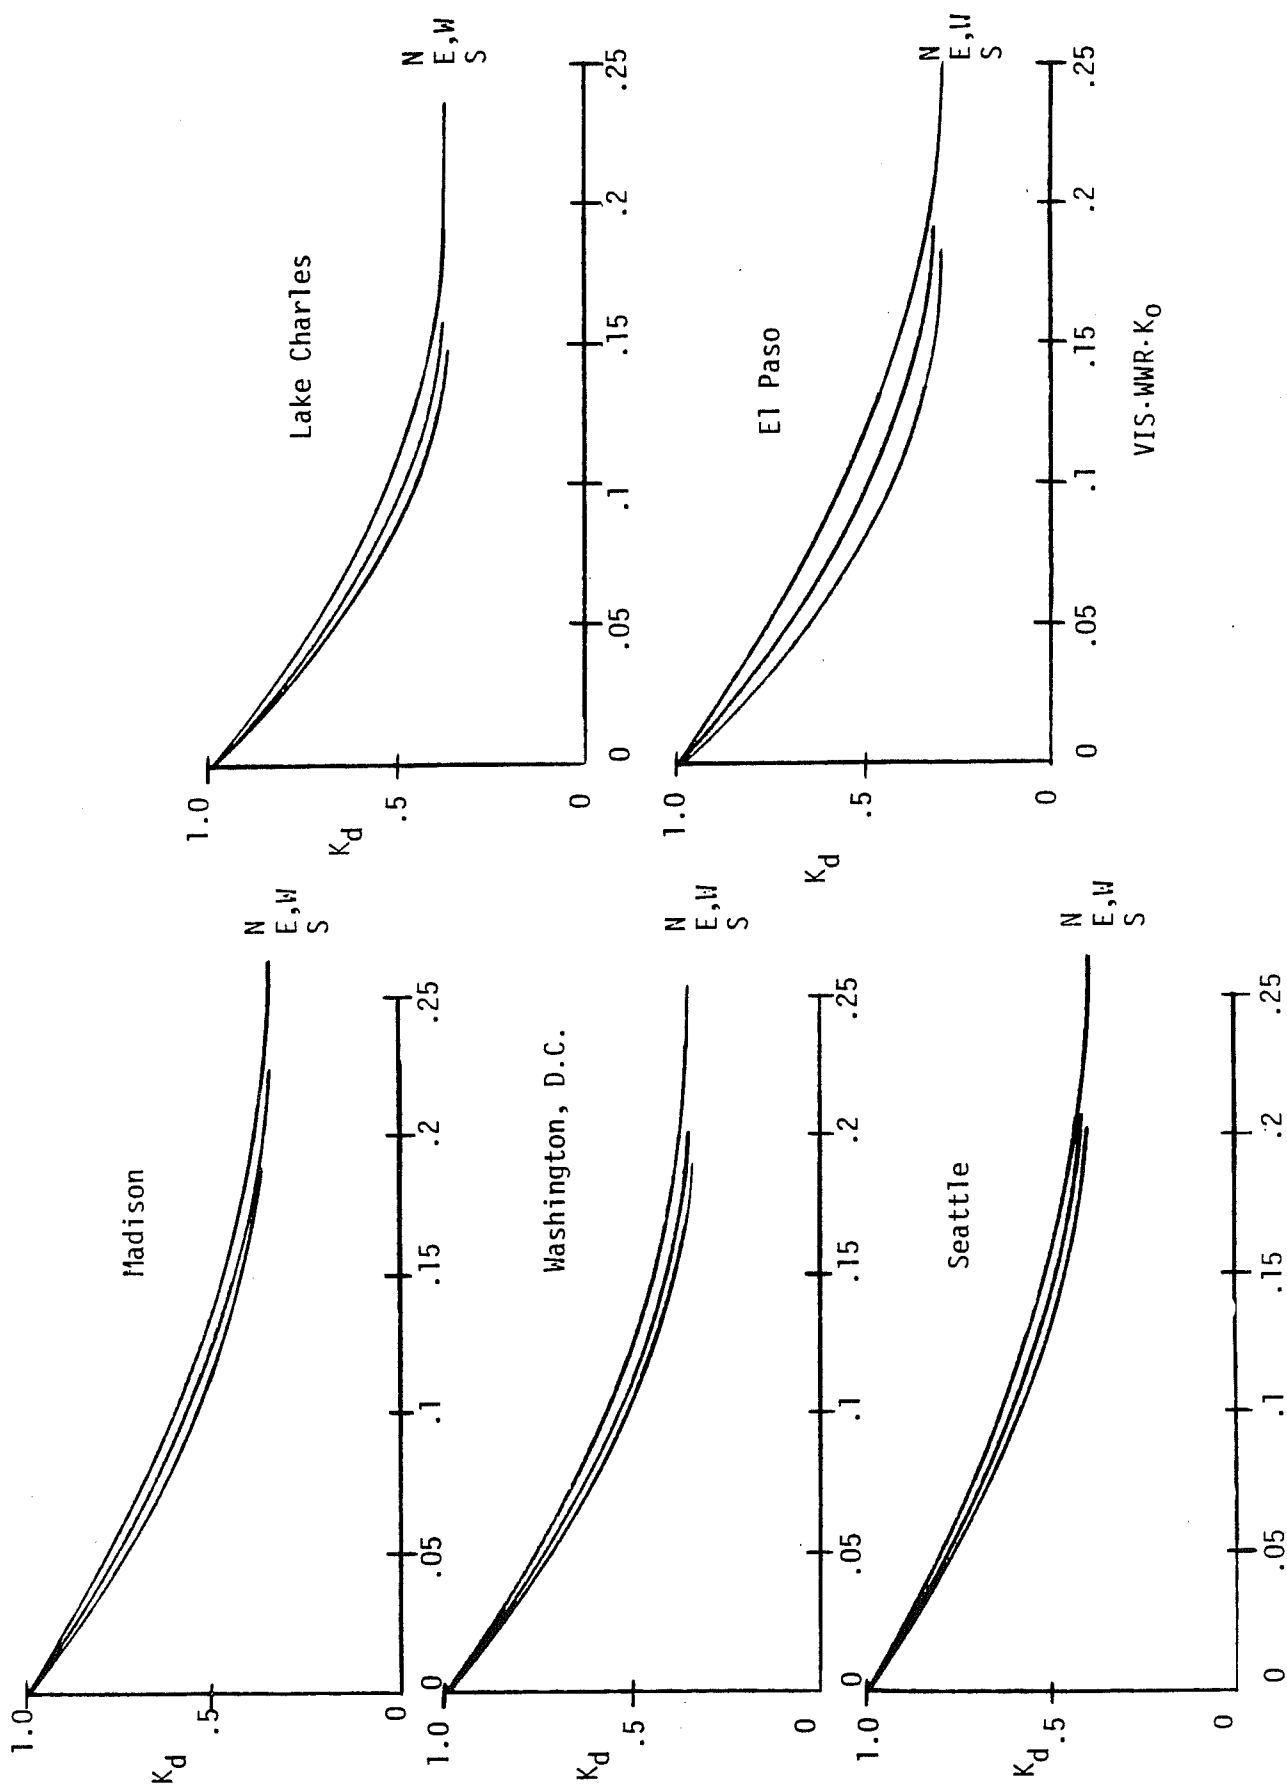 Madison
1.0
K_d
.5
0
.05
.1
.15
.2
.25
N
E,W
S
Washington, D.C.
1.0
K_d
.5
0
0
.05
.1
.15
.2
.25
N
E,W
S
Seattle
1.0
K_d
.5
0
0
.05
.1
.15
.2
.25
N
E,W
S
Lake Charles
1.0
K_d
.5
0
0
.05
.1
.15
.2
.25
N
E,W
S
El Paso
1.0
K_d
.5
0
0
.05
.1
.15
.2
.25
N
E,W
S
VIS·WWR·K_0